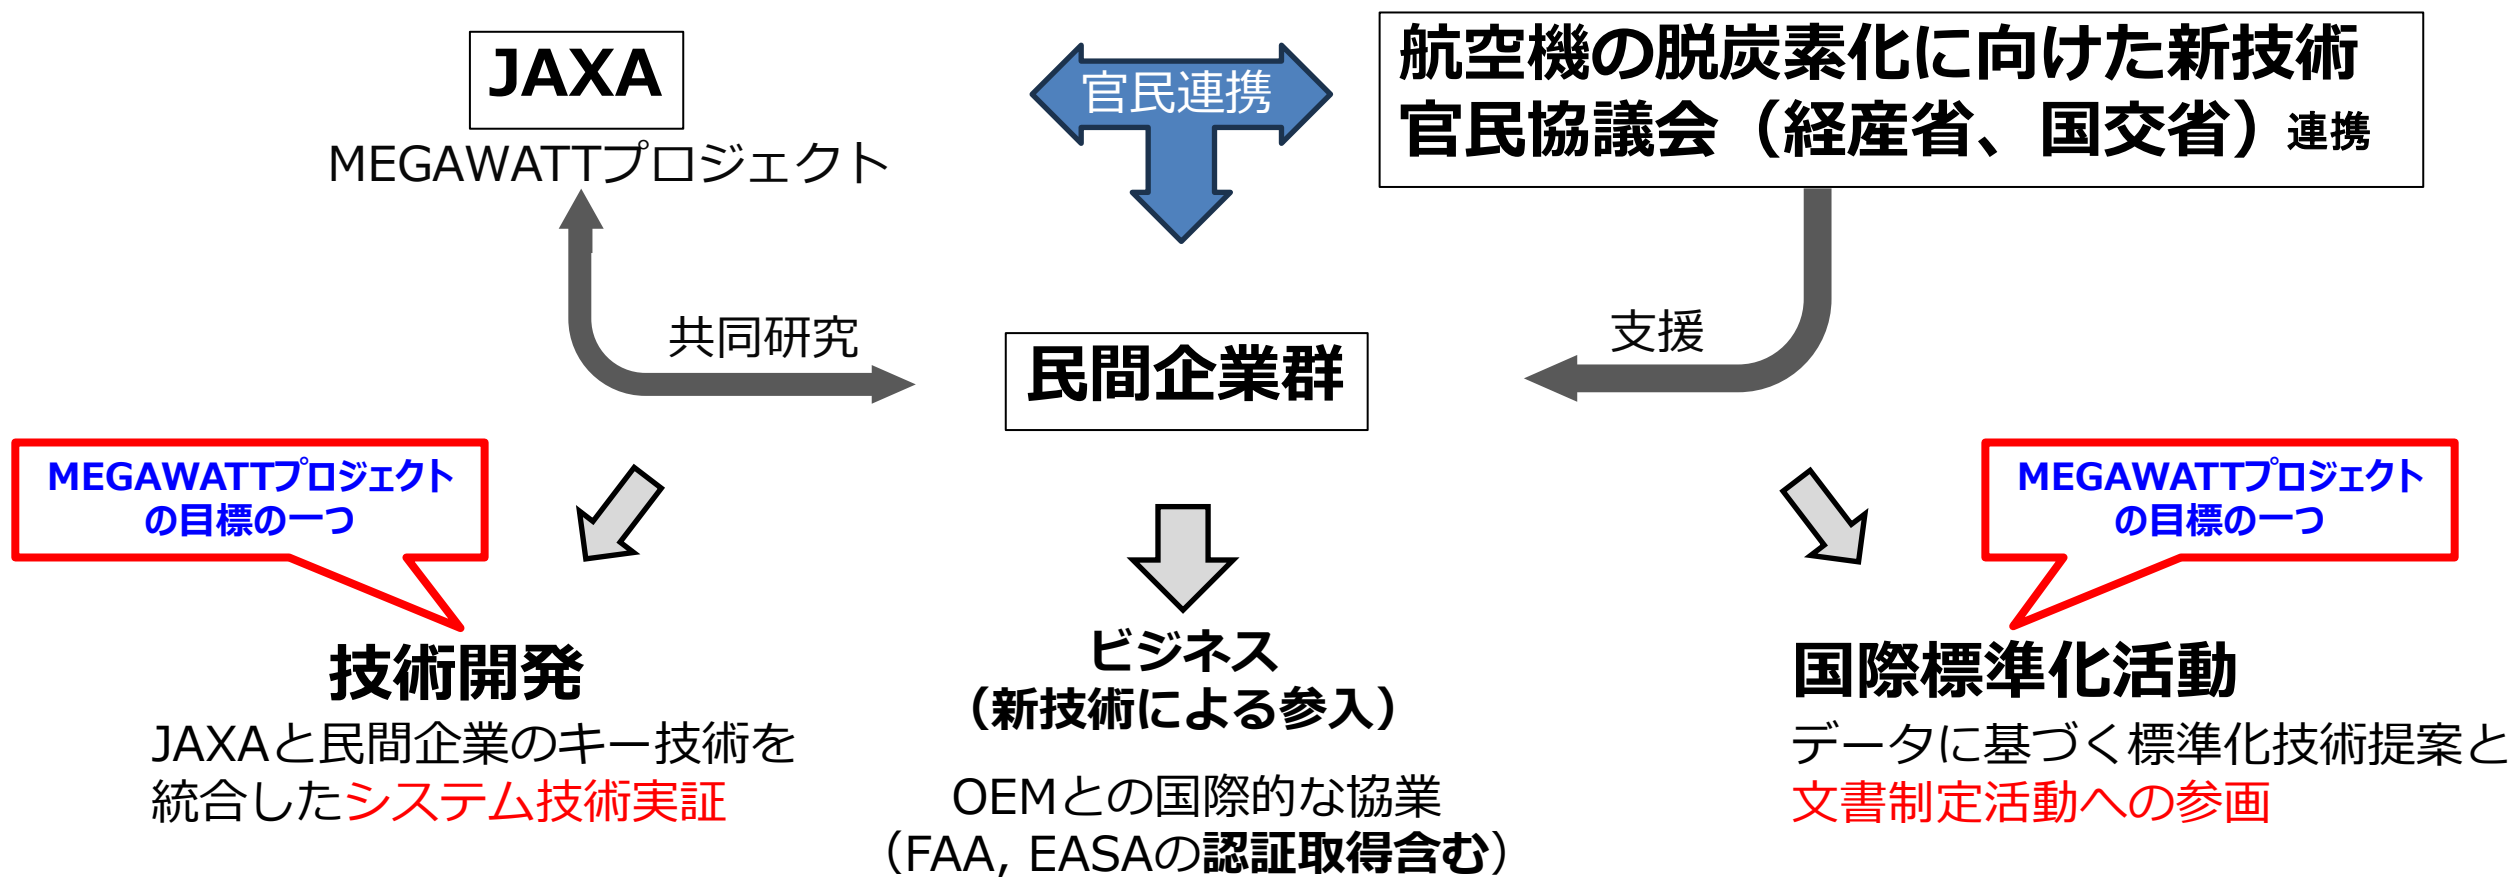 JAXA
MEGAWATTプロジェクト
官民連携
航空機の脱炭素化に向けた新技術
官民協議会（経産省、国交省）連携
共同研究
民間企業群
支援
MEGAWATTプロジェクト
の目標の一つ
MEGAWATTプロジェクト
の目標の一つ
技術開発
JAXAと民間企業のキー技術を
統合したシステム技術実証
ビジネス
（新技術による参入）
OEMとの国際的な協業
（FAA, EASAの認証取得含む）
国際標準化活動
データに基づく標準化技術提案と
文書制定活動への参画